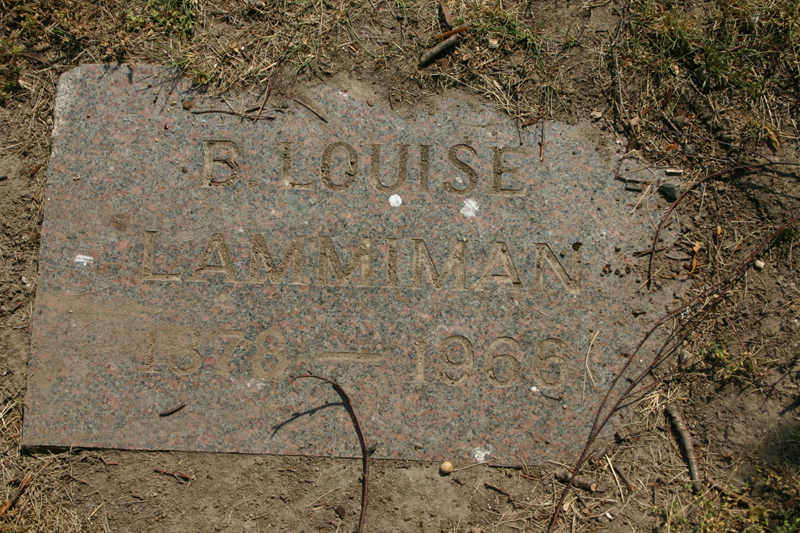 B. LOUISE
LAMMIMAN
1878 — 1966